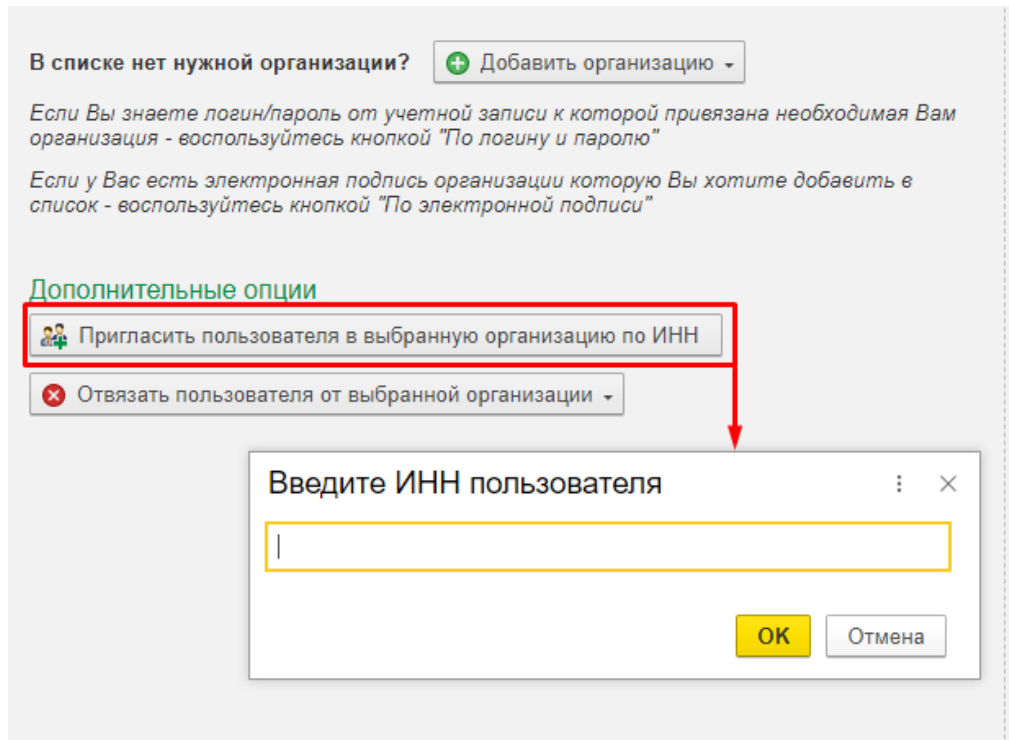 В списке нет нужной организации?
Добавить организацию
Если Вы знаете логин/пароль от учетной записи к которой привязана необходимая Вам
организация - воспользуйтесь кнопкой "По логину и паролю"
Если у Вас есть электронная подпись организации которую Вы хотите добавить в
список - воспользуйтесь кнопкой "По электронной подписи"
Дополнительные опции
Пригласить пользователя в выбранную организацию по ИНН
Отвязать пользователя от выбранной организации
Введите ИНН пользователя
ОК
Отмена